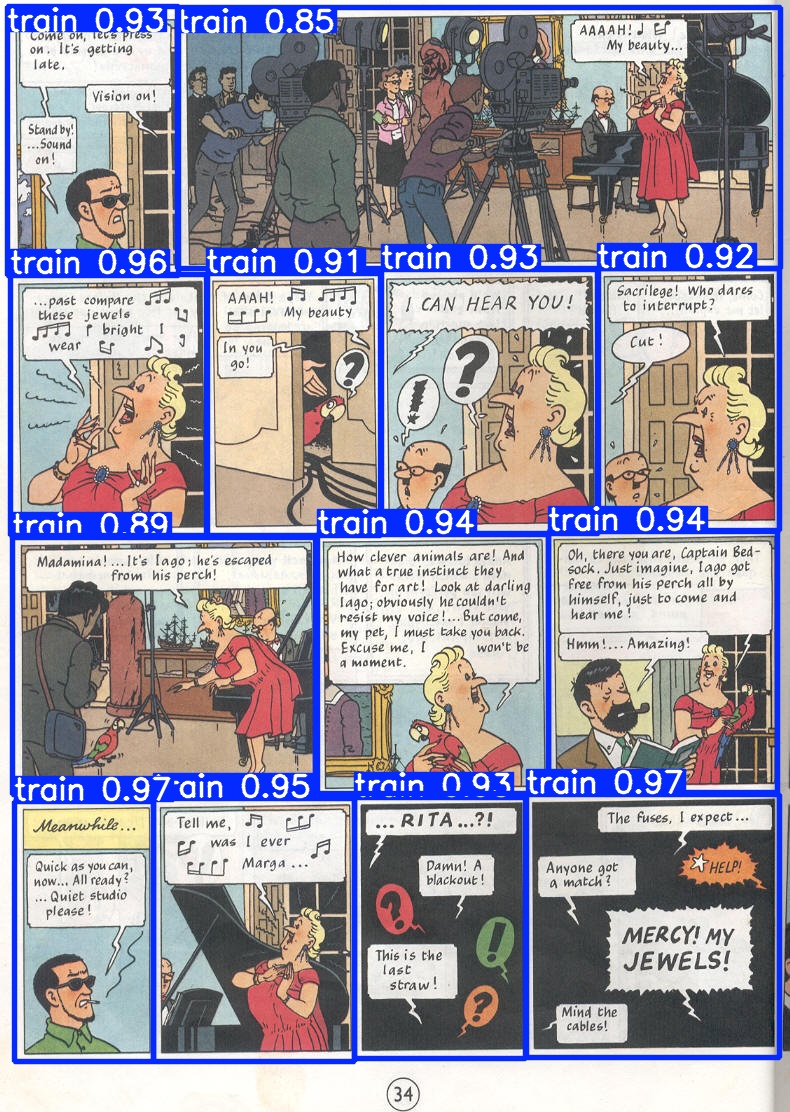 train 0.93
train 0.85
Come on, let's press
on. It's getting
late.
Vision on!
Stand by!
...Sound
on!
AAAAH!
My beauty...
train 0.96
train 0.91
train 0.93
train 0.92
...past compare
these jewels
bright I
wear
AAAH!
My beauty
In you
go!
?
I CAN HEAR YOU!
!
?
Sacrilege! Who dares
to interrupt?
Cut!
train 0.89
train 0.94
train 0.94
Madamina!...It's Iago; he's escaped
from his perch!
How clever animals are! And
what a true instinct they
have for art! Look at darling
Iago; obviously he couldn't
resist my voice!...But come,
my pet, I must take you back.
Excuse me, I won't be
a moment.
Oh, there you are, Captain Bed-
sock. Just imagine, Iago got
free from his perch all by
himself, just to come and
hear me!
Hmm!... Amazing!
train 0.97
train 0.95
train 0.93
train 0.97
Meanwhile...
Quick as you can,
now... All ready?
... Quiet studio
please!
Tell me,
was I ever
Marga...
...RITA...?!
Damn! A
blackout!
?
!
This is the
last
straw!
?
The fuses, I expect...
HELP!
Anyone got
a match?
MERCY! MY
JEWELS!
Mind the
cables!
34